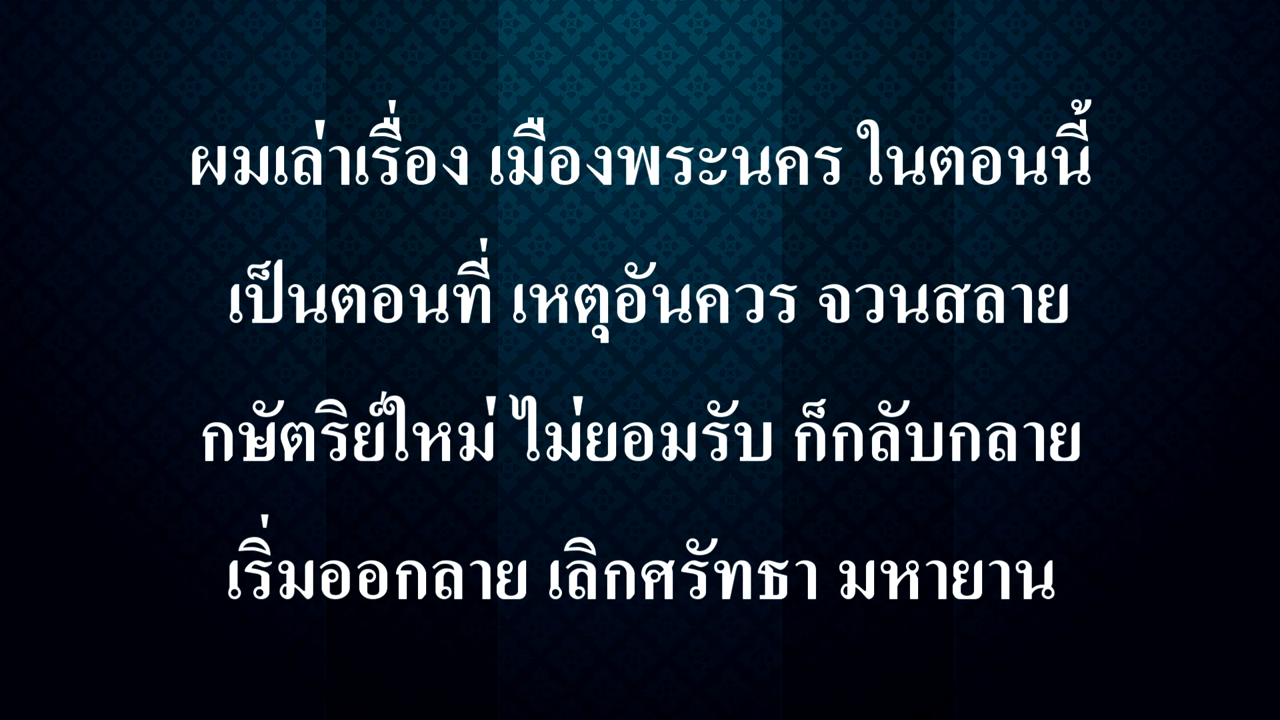 ผมเล่าเรื่อง เมืองพระนคร ในตอนนี้
เป็นตอนที่ เหตุอันควร จวนสลาย
กษัตริย์ใหม่ ไม่ยอมรับ ก็กลับกลาย
เริ่มออกลาย เลิกศรัทธา มหายาน